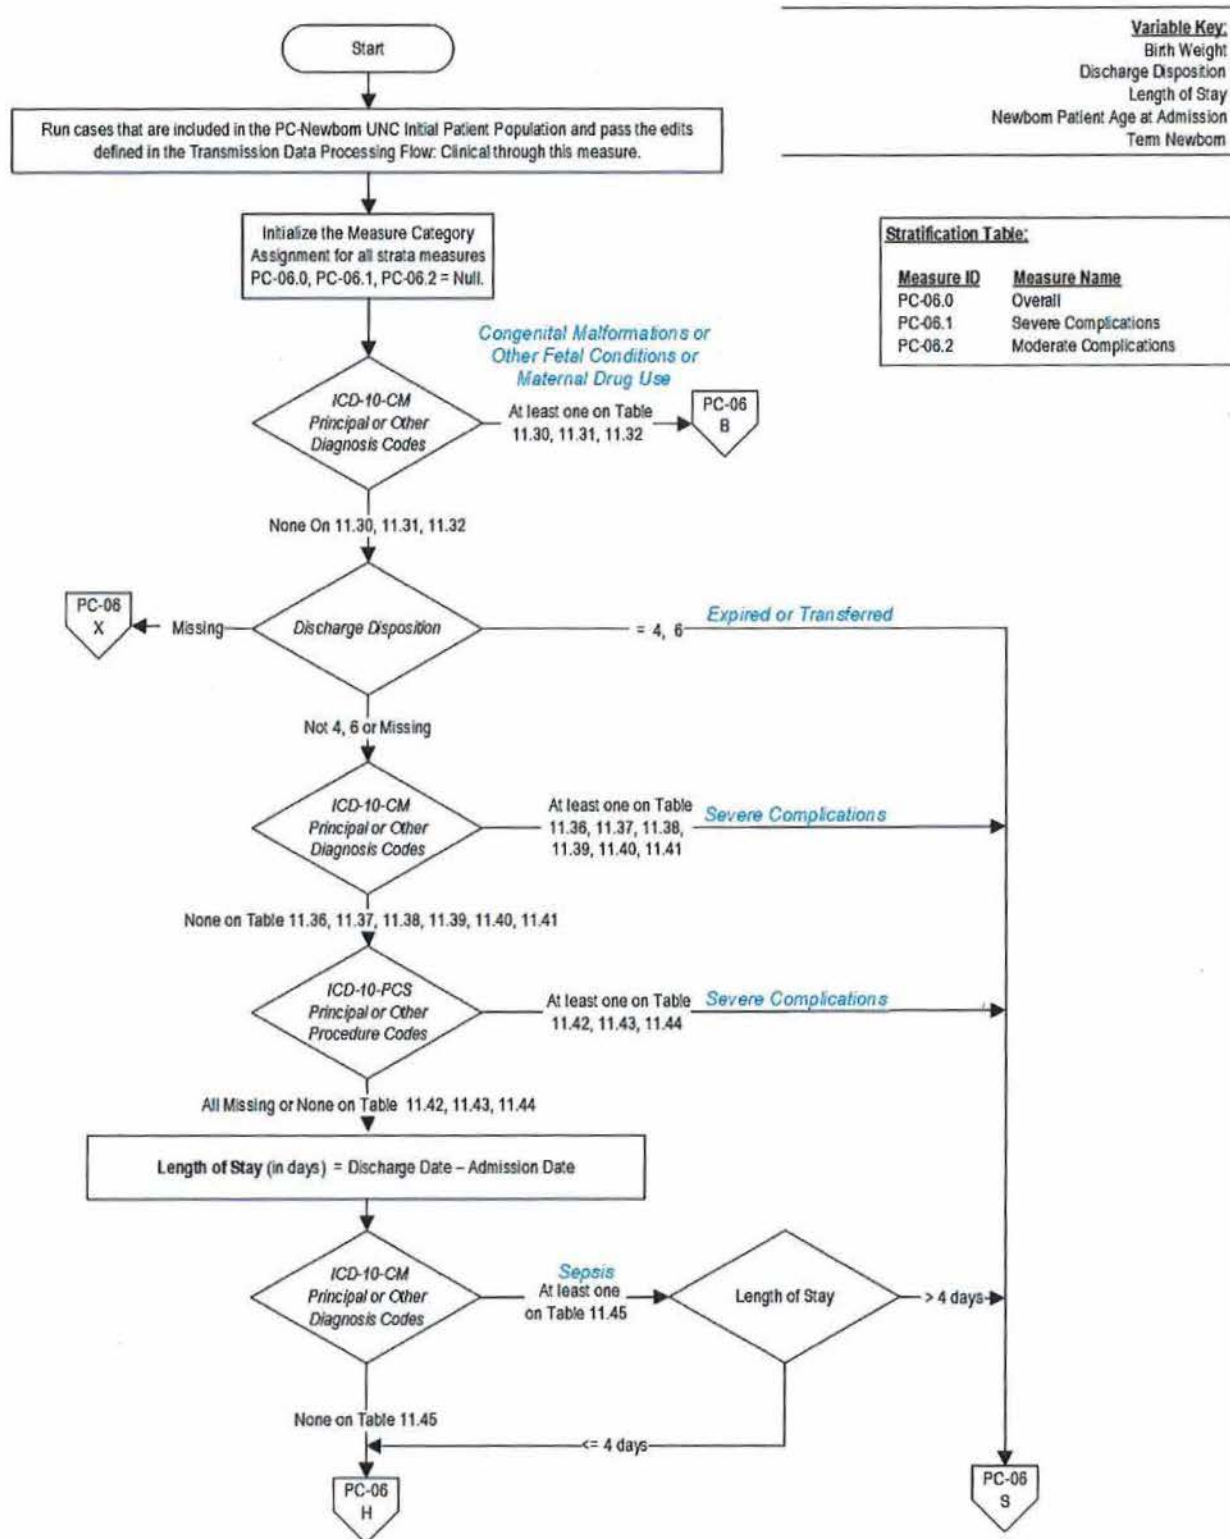 Start
Variable Key:
Birth Weight
Discharge Disposition
Length of Stay
Newborn Patient Age at Admission
Term Newborn
Run cases that are included in the PC-Newborn UNC Initial Patient Population and pass the edits
defined in the Transmission Data Processing Flow: Clinical through this measure.
Initialize the Measure Category
Assignment for all strata measures
PC-06.0, PC-06.1, PC-06.2 = Null.
Stratification Table:
Measure ID Measure Name
PC-06.0 Overall
PC-06.1 Severe Complications
PC-06.2 Moderate Complications
Congenital Malformations or
Other Fetal Conditions or
Maternal Drug Use
ICD-10-CM
Principal or Other
Diagnosis Codes
At least one on Table
11.30, 11.31, 11.32
PC-06
B
None On 11.30, 11.31, 11.32
PC-06
X
Missing
Discharge Disposition
= 4, 6
Expired or Transferred
Not 4, 6 or Missing
ICD-10-CM
Principal or Other
Diagnosis Codes
At least one on Table
11.36, 11.37, 11.38,
11.39, 11.40, 11.41
Severe Complications
None on Table 11.36, 11.37, 11.38, 11.39, 11.40, 11.41
ICD-10-PCS
Principal or Other
Procedure Codes
At least one on Table
11.42, 11.43, 11.44
Severe Complications
All Missing or None on Table 11.42, 11.43, 11.44
Length of Stay (in days) = Discharge Date – Admission Date
ICD-10-CM
Principal or Other
Diagnosis Codes
Sepsis
At least one
on Table 11.45
Length of Stay
> 4 days
None on Table 11.45
<= 4 days
PC-06
H
PC-06
S